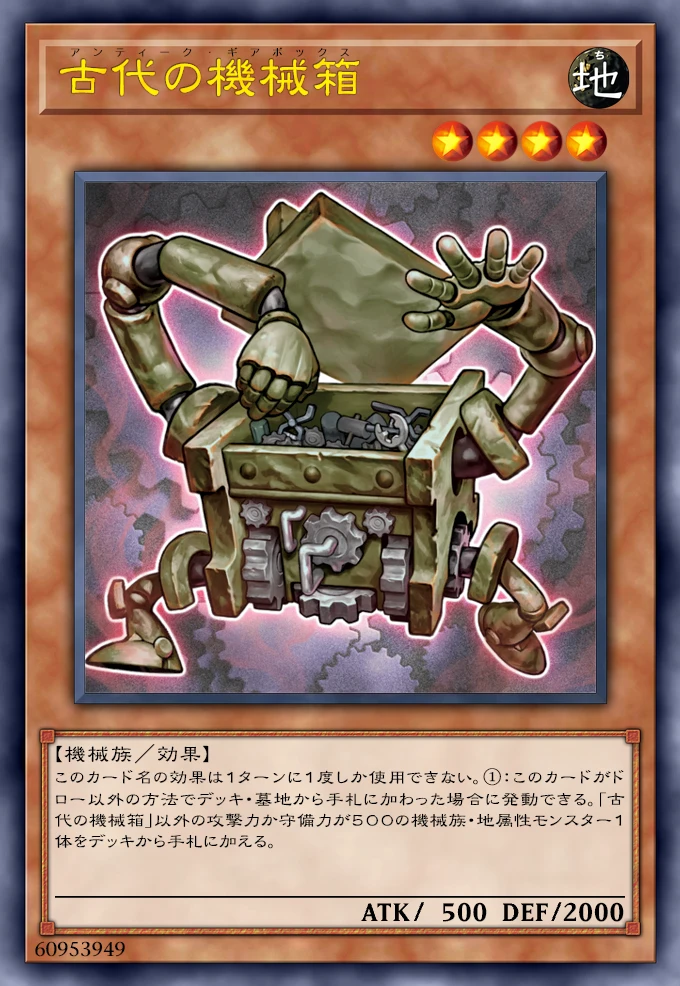 アンティーク・ギアボックス
古代の機械箱
ち
地
【機械族／効果】
このカード名の効果は１ターンに１度しか使用できない。①：このカードがド
ロー以外の方法でデッキ・墓地から手札に加わった場合に発動できる。「古
代の機械箱」以外の攻撃力か守備力が５００の機械族・地属性モンスター１
体をデッキから手札に加える。
ATK/ 500 DEF/2000
60953949